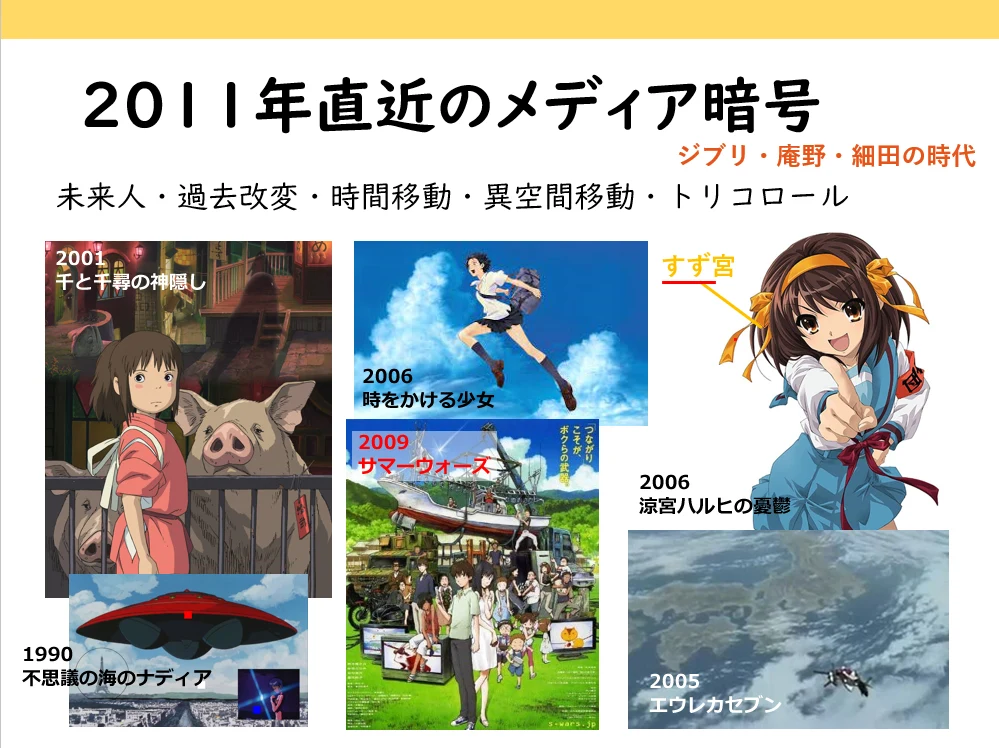 2011年直近のメディア暗号
ジブリ・庵野・細田の時代
未来人・過去改変・時間移動・異空間移動・トリコロール
2001
千と千尋の神隠し
2006
時をかける少女
すず宮
2009
サマーウォーズ
「つながり」
こそが、
ボクらの武器。
2006
涼宮ハルヒの憂鬱
団
め
1990
不思議の海のナディア
s-wars.jp
2005
エウレカセブン